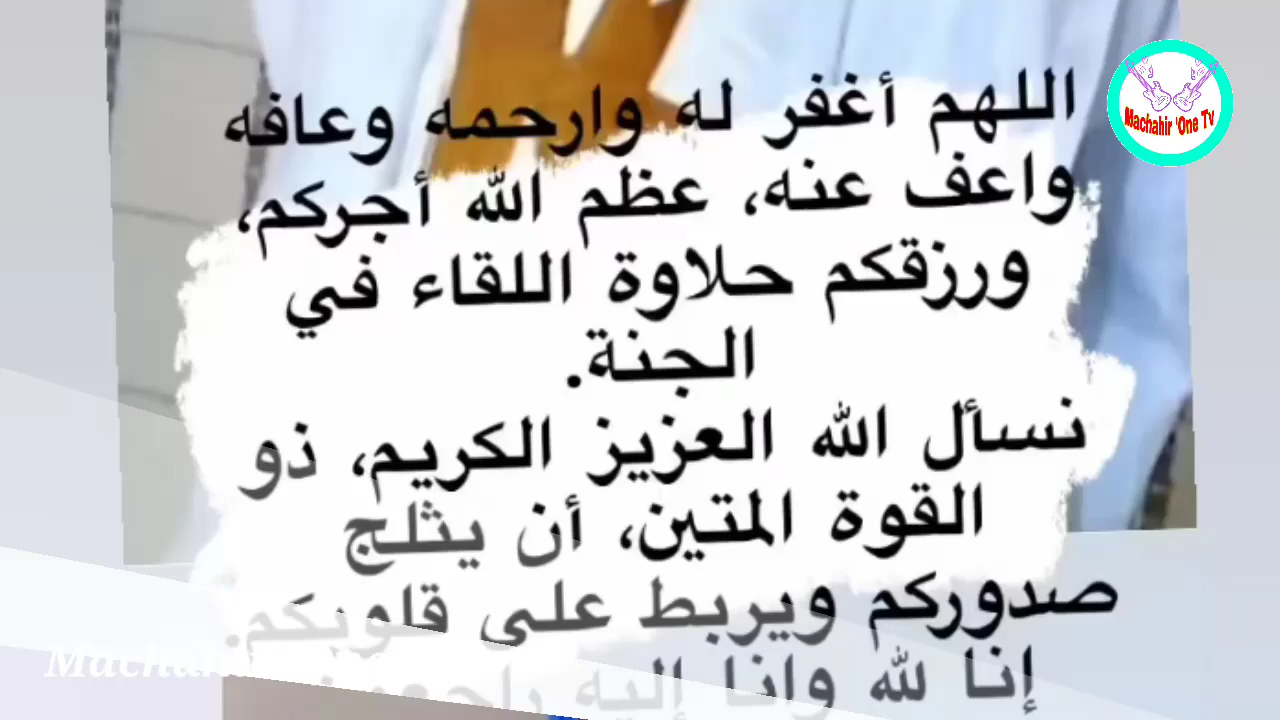 اللهم أغفر له وارحمه وعافه
واعف عنه، عظم الله أجركم،
ورزقكم حلاوة اللقاء في
الجنة.
نسأل الله العزيز الكريم، ذو
القوة المتين، أن يثلج
صدوركم ويربط على قلوبكم.
إنا لله وانا إليه راجعون
Machahir 'One Tv